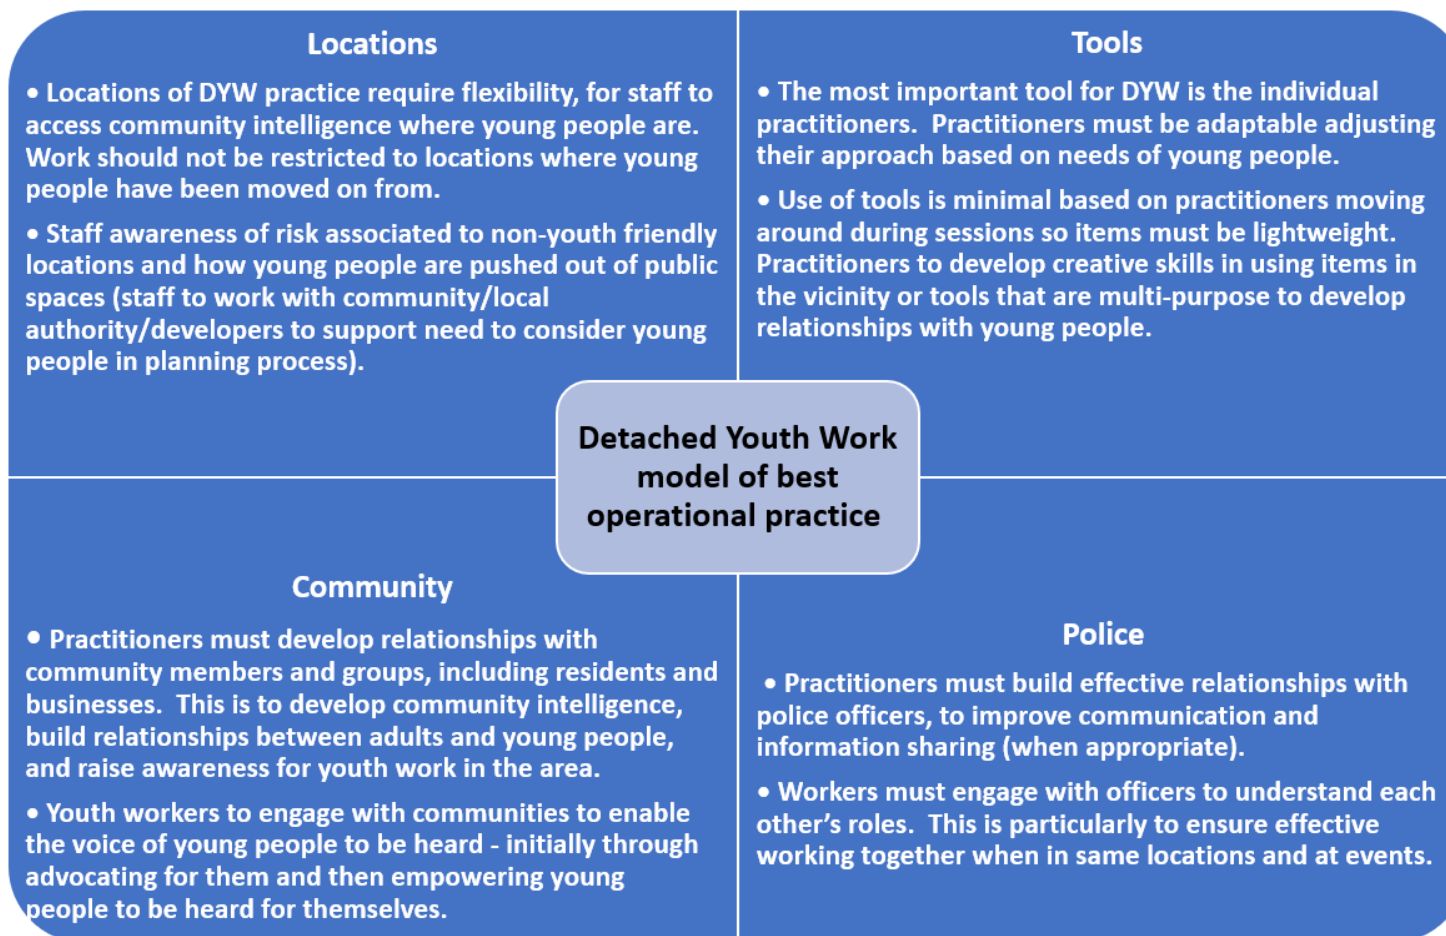 Locations
• Locations of DYW practice require flexibility, for staff to
access community intelligence where young people are.
Work should not be restricted to locations where young
people have been moved on from.
• Staff awareness of risk associated to non-youth friendly
locations and how young people are pushed out of public
spaces (staff to work with community/local
authority/developers to support need to consider young
people in planning process).
Tools
• The most important tool for DYW is the individual
practitioners.  Practitioners must be adaptable adjusting
their approach based on needs of young people.
• Use of tools is minimal based on practitioners moving
around during sessions so items must be lightweight.
Practitioners to develop creative skills in using items in
the vicinity or tools that are multi-purpose to develop
relationships with young people.
Detached Youth Work
model of best
operational practice
Community
• Practitioners must develop relationships with
community members and groups, including residents and
businesses.  This is to develop community intelligence,
build relationships between adults and young people,
and raise awareness for youth work in the area.
• Youth workers to engage with communities to enable
the voice of young people to be heard - initially through
advocating for them and then empowering young
people to be heard for themselves.
Police
• Practitioners must build effective relationships with
police officers, to improve communication and
information sharing (when appropriate).
• Workers must engage with officers to understand each
other’s roles.  This is particularly to ensure effective
working together when in same locations and at events.